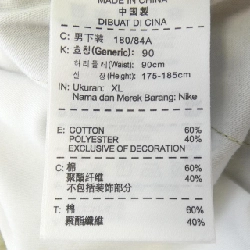 MADE IN CHINA
中国製
DIBUAT DI CINA
C: 男下装 180/84A
K: 호칭(Generic): 90
허리둘레(Waist): 90cm
신장(Height): 175-185cm
IN: Ukuran: XL
Nama dan Merek Barang: Nike
E: COTTON 60%
POLYESTER 40%
EXCLUSIVE OF DECORATION
C: 棉 60%
聚酯纤维 40%
不包括装饰部分
T: 棉 60%
聚酯纖維 40%